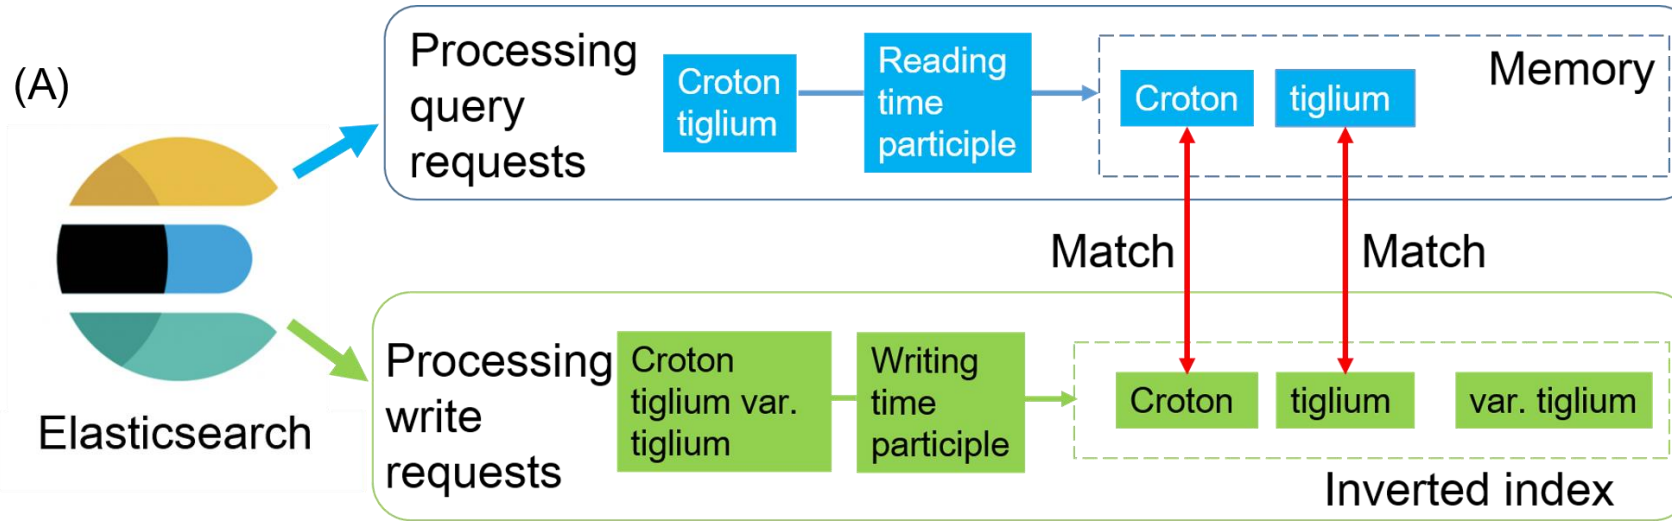 (A)
Elasticsearch
Processing
query
requests
Croton
tiglium
Reading
time
participle
Croton
tiglium
Memory
Match
Match
Processing
write
requests
Croton
tiglium var.
tiglium
Writing
time
participle
Croton
tiglium
var. tiglium
Inverted index